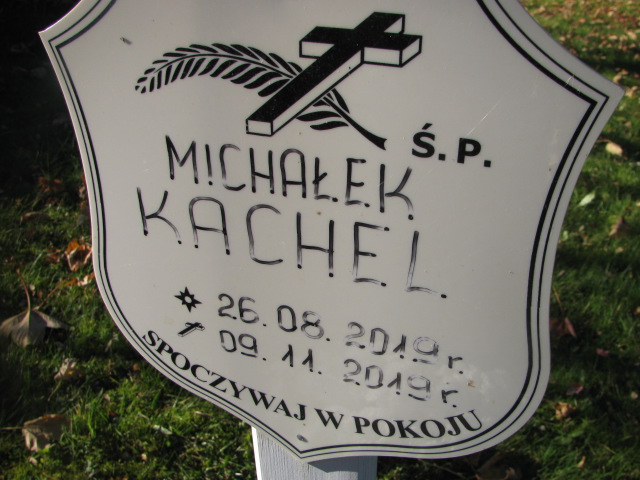 Ś.P.
MICHAŁEK
KACHEL
26.08.2019 r.
09.11.2019 r.
SPOCZYWAJ W POKOJU